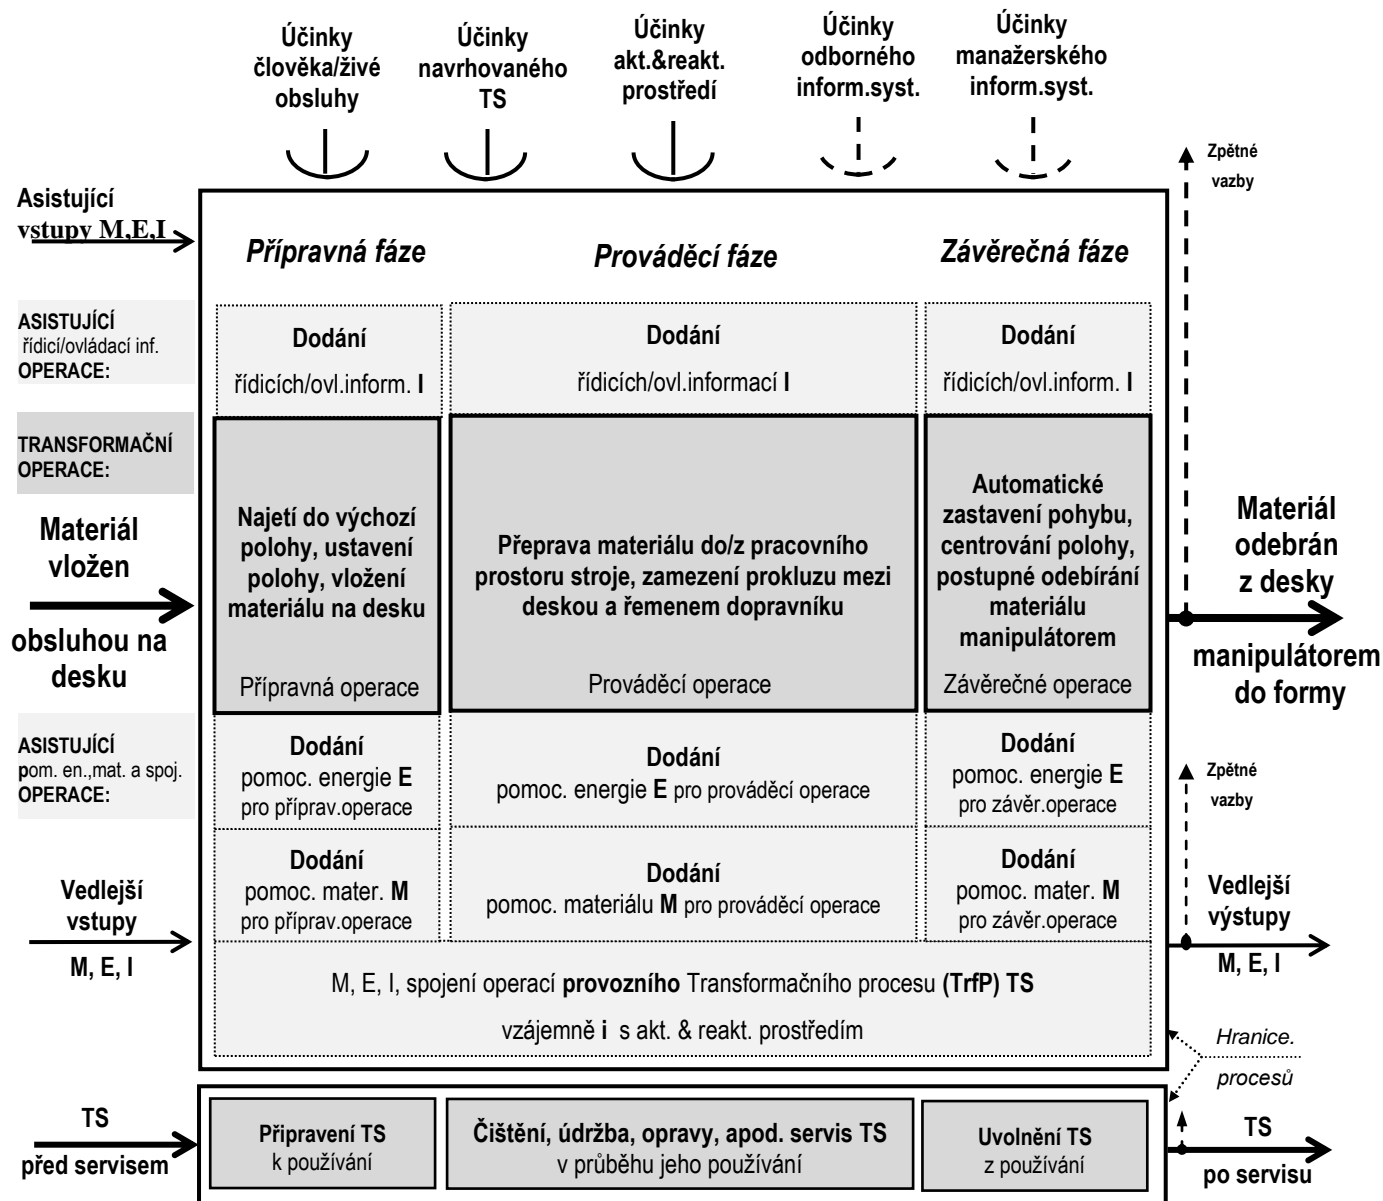 Účinky
člověka/živé
obsluhy
Účinky
navrhovaného
TS
Účinky
akt.&reakt.
prostředí
Účinky
odborného
inform.syst.
Účinky
manažerského
inform.syst.
Zpětné
vazby
Asistující
vstupy M,E,I
Přípravná fáze
Prováděcí fáze
Závěrečná fáze
ASISTUJÍCÍ
řídicí/ovládací inf.
OPERACE:
Dodání
řídicích/ovl.inform. I
Dodání
řídicích/ovl.informací I
Dodání
řídicích/ovl.inform. I
TRANSFORMAČNÍ
OPERACE:
Materiál
vložen
obsluhou na
desku
Najetí do výchozí
polohy, ustavení
polohy, vložení
materiálu na desku
Přípravná operace
Přeprava materiálu do/z pracovního
prostoru stroje, zamezení prokluzu mezi
deskou a řemenem dopravníku
Prováděcí operace
Automatické
zastavení pohybu,
centrování polohy,
postupné odebírání
materiálu
manipulátorem
Závěrečné operace
Materiál
odebrán
z desky
manipulátorem
do formy
ASISTUJÍCÍ
pom. en.,mat. a spoj.
OPERACE:
Dodání
pomoc. energie E
pro příprav.operace
Dodání
pomoc. energie E pro prováděcí operace
Dodání
pomoc. energie E
pro závěr.operace
Zpětné
vazby
Vedlejší
vstupy
M, E, I
Dodání
pomoc. mater. M
pro příprav.operace
Dodání
pomoc. materiálu M pro prováděcí operace
Dodání
pomoc. mater. M
pro závěr.operace
Vedlejší
výstupy
M, E, I
M, E, I, spojení operací provozního Transformačního procesu (TrfP) TS
vzájemně i s akt. & reakt. prostředím
Hranice.
procesů
TS
před servisem
Připravení TS
k používání
Čištění, údržba, opravy, apod. servis TS
v průběhu jeho používání
Uvolnění TS
z používání
TS
po servisu